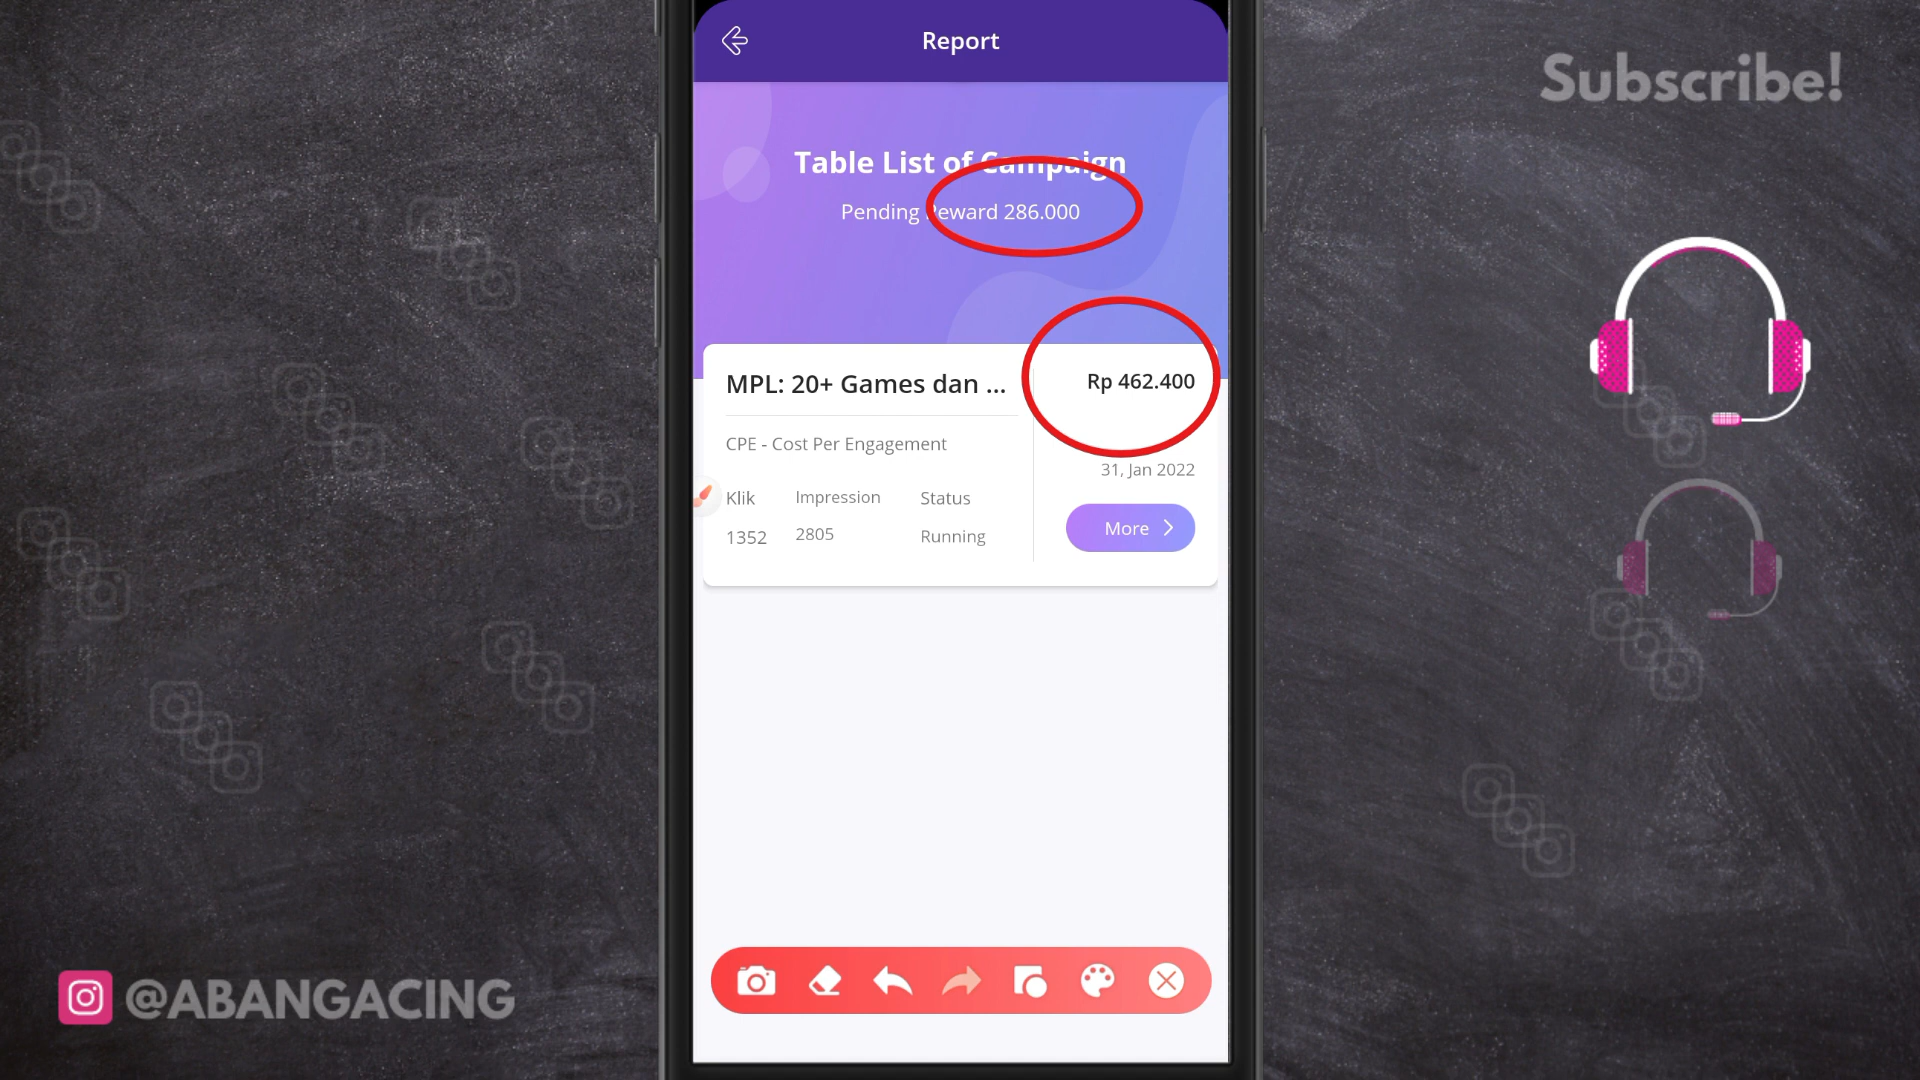 Report
Subscribe!
Table List of Campaign
Pending Reward 286.000
MPL: 20+ Games dan ...
Rp 462.400
CPE - Cost Per Engagement
31, Jan 2022
Klik
Impression
Status
1352
2805
Running
More
@ABANGACING